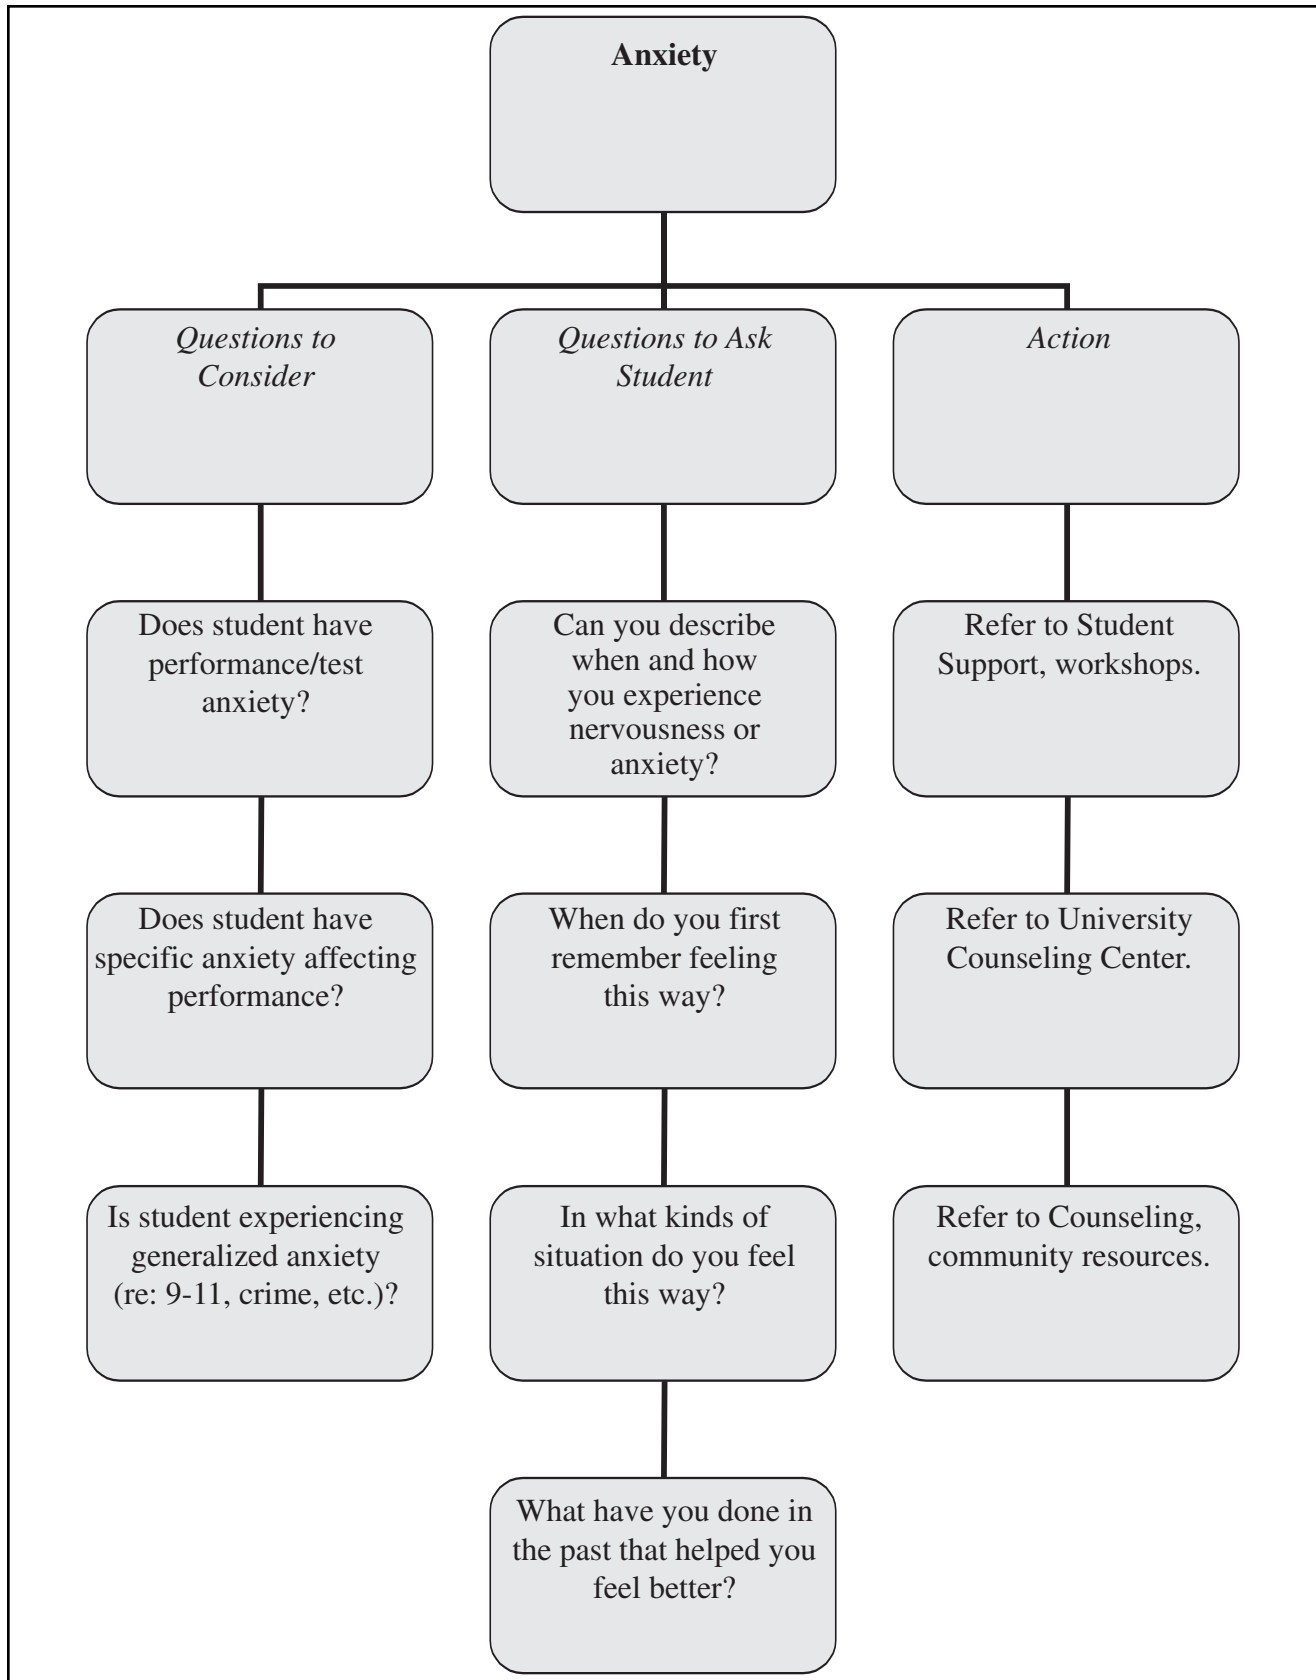 Anxiety
Questions to
Consider
Questions to Ask
Student
Action
Does student have
performance/test
anxiety?
Can you describe
when and how
you experience
nervousness or
anxiety?
Refer to Student
Support, workshops.
Does student have
specific anxiety affecting
performance?
When do you first
remember feeling
this way?
Refer to University
Counseling Center.
Is student experiencing
generalized anxiety
(re: 9-11, crime, etc.)?
In what kinds of
situation do you feel
this way?
Refer to Counseling,
community resources.
What have you done in
the past that helped you
feel better?